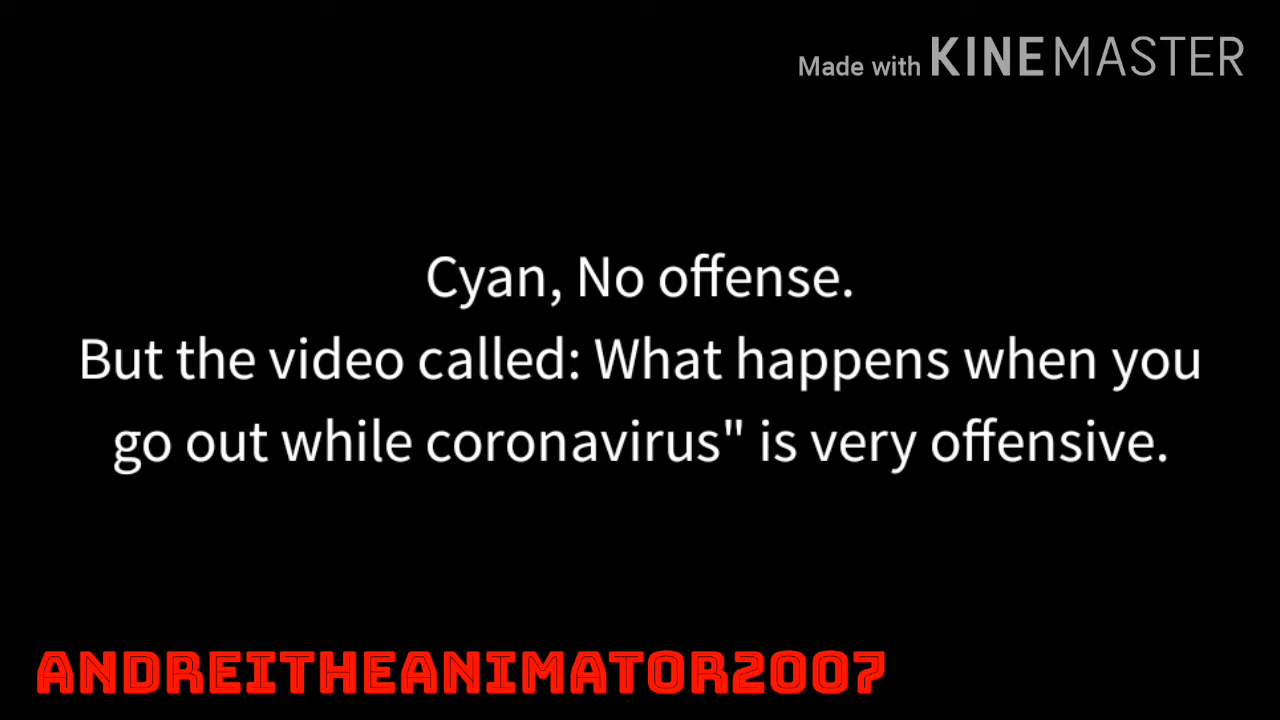 Made with KINEMASTER
Cyan, No offense.
But the video called: What happens when you
go out while coronavirus" is very offensive.
ANDREITHEANIMATOR2007